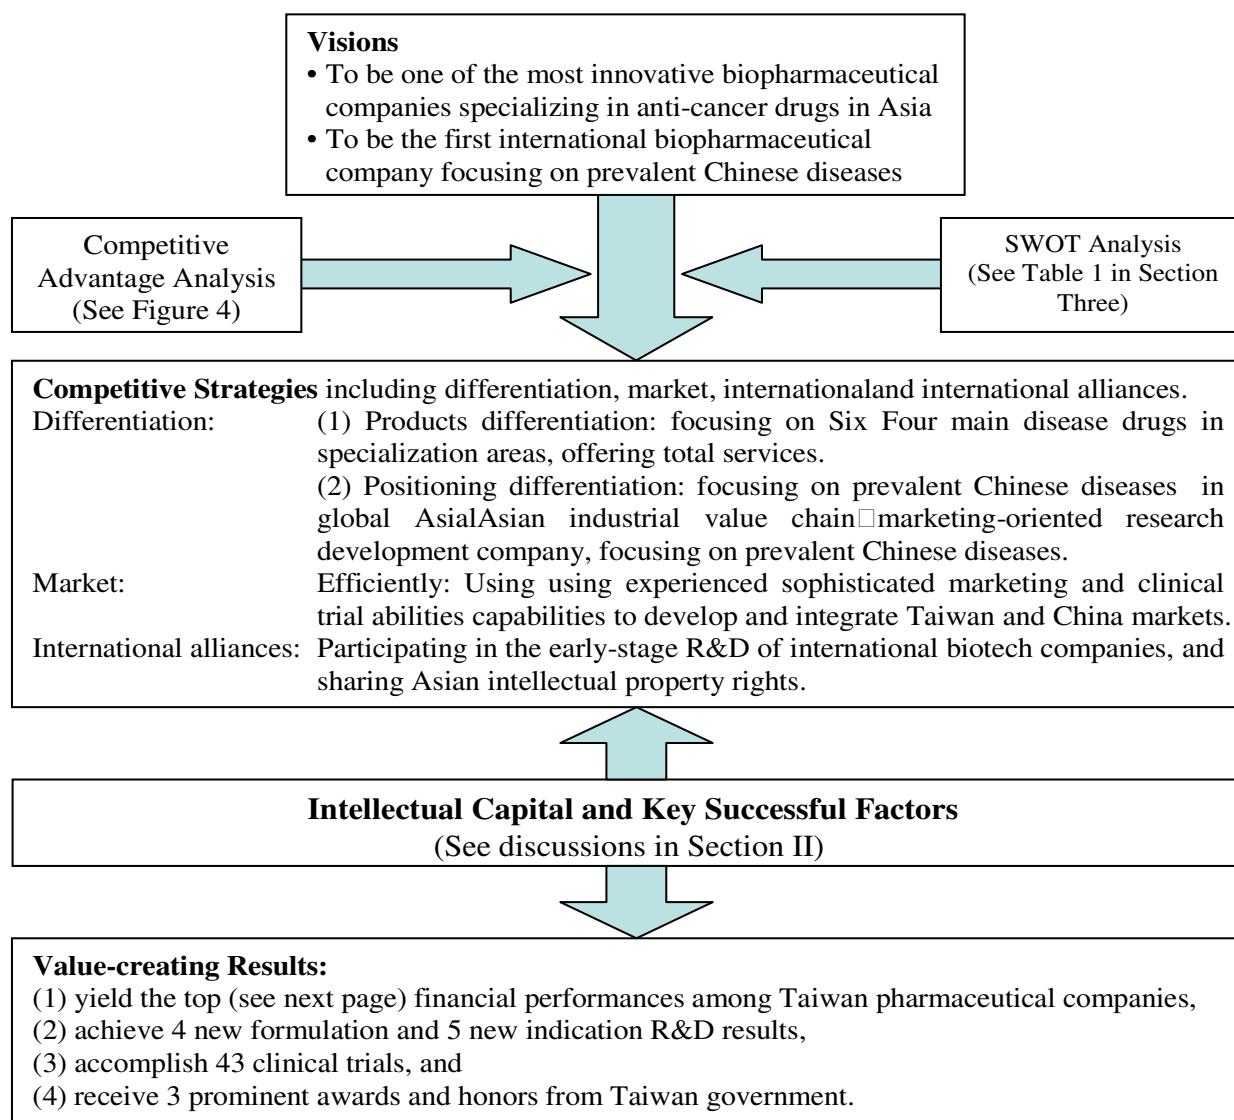 Visions
• To be one of the most innovative biopharmaceutical
companies specializing in anti-cancer drugs in Asia
• To be the first international biopharmaceutical
company focusing on prevalent Chinese diseases
Competitive
Advantage Analysis
(See Figure 4)
SWOT Analysis
(See Table 1 in Section
Three)
Competitive Strategies including differentiation, market, internationaland international alliances.
Differentiation: (1) Products differentiation: focusing on Six Four main disease drugs in
specialization areas, offering total services.
(2) Positioning differentiation: focusing on prevalent Chinese diseases in
global AsialAsian industrial value chain□marketing-oriented research
development company, focusing on prevalent Chinese diseases.
Market: Efficiently: Using using experienced sophisticated marketing and clinical
trial abilities capabilities to develop and integrate Taiwan and China markets.
International alliances: Participating in the early-stage R&D of international biotech companies, and
sharing Asian intellectual property rights.
Intellectual Capital and Key Successful Factors
(See discussions in Section II)
Value-creating Results:
(1) yield the top (see next page) financial performances among Taiwan pharmaceutical companies,
(2) achieve 4 new formulation and 5 new indication R&D results,
(3) accomplish 43 clinical trials, and
(4) receive 3 prominent awards and honors from Taiwan government.